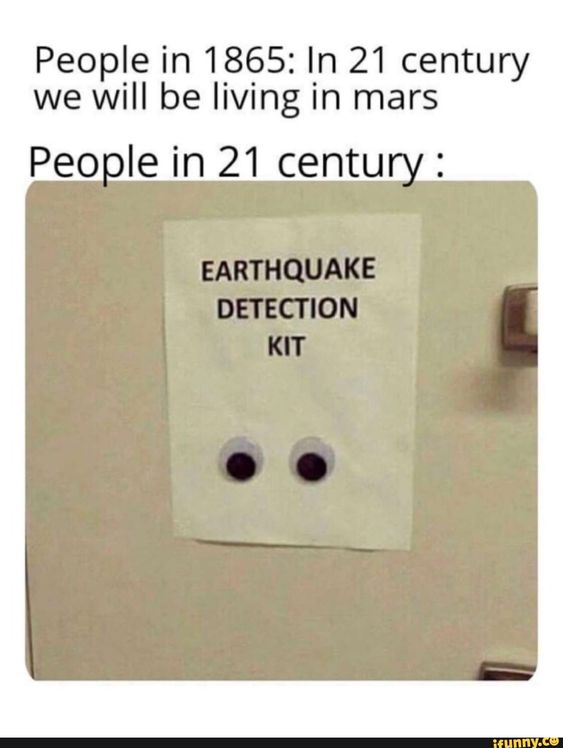 People in 1865: In 21 century
we will be living in mars
People in 21 century :
EARTHQUAKE
DETECTION
KIT
ifunny.co